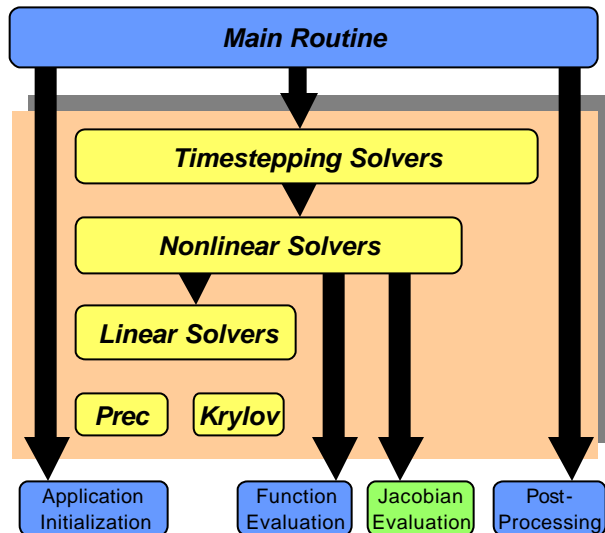 Main Routine
Timestepping Solvers
Nonlinear Solvers
Linear Solvers
Prec
Krylov
Application
Initialization
Function
Evaluation
Jacobian
Evaluation
Post-
Processing